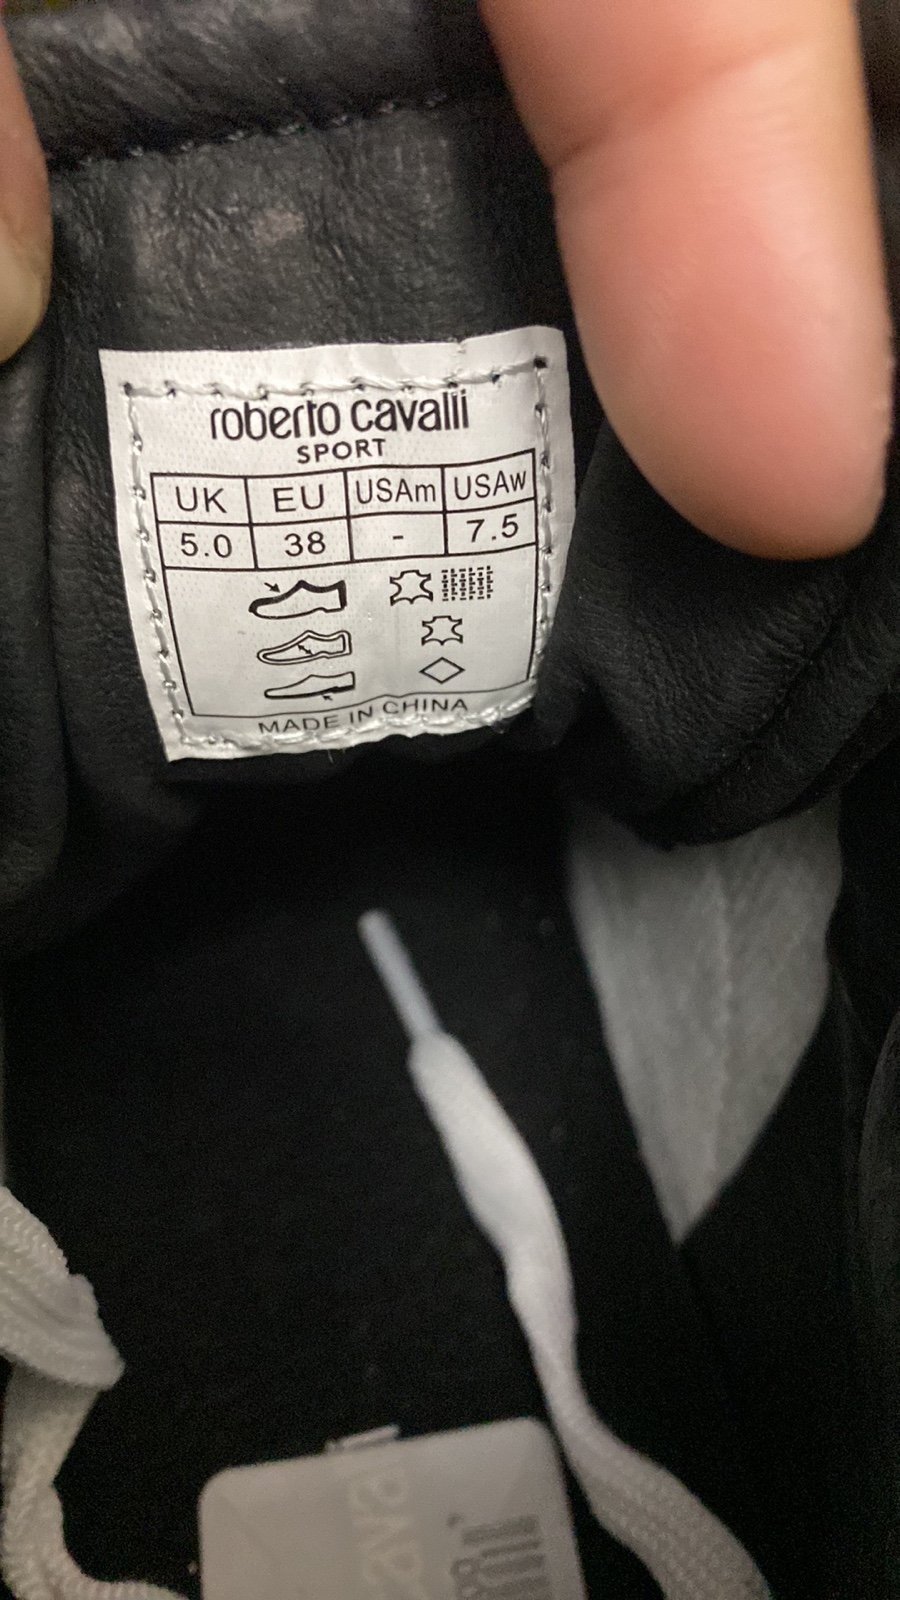 roberto cavalli
SPORT
UK EU USAm USAw
5.0 38 - 7.5
MADE IN CHINA